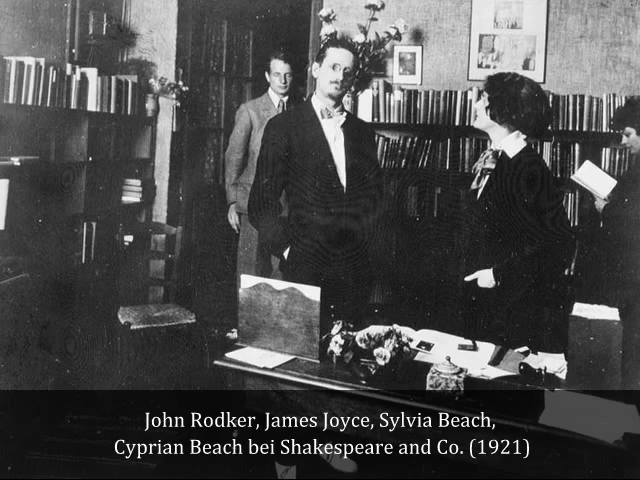 John Rodker, James Joyce, Sylvia Beach,
Cyprian Beach bei Shakespeare and Co. (1921)